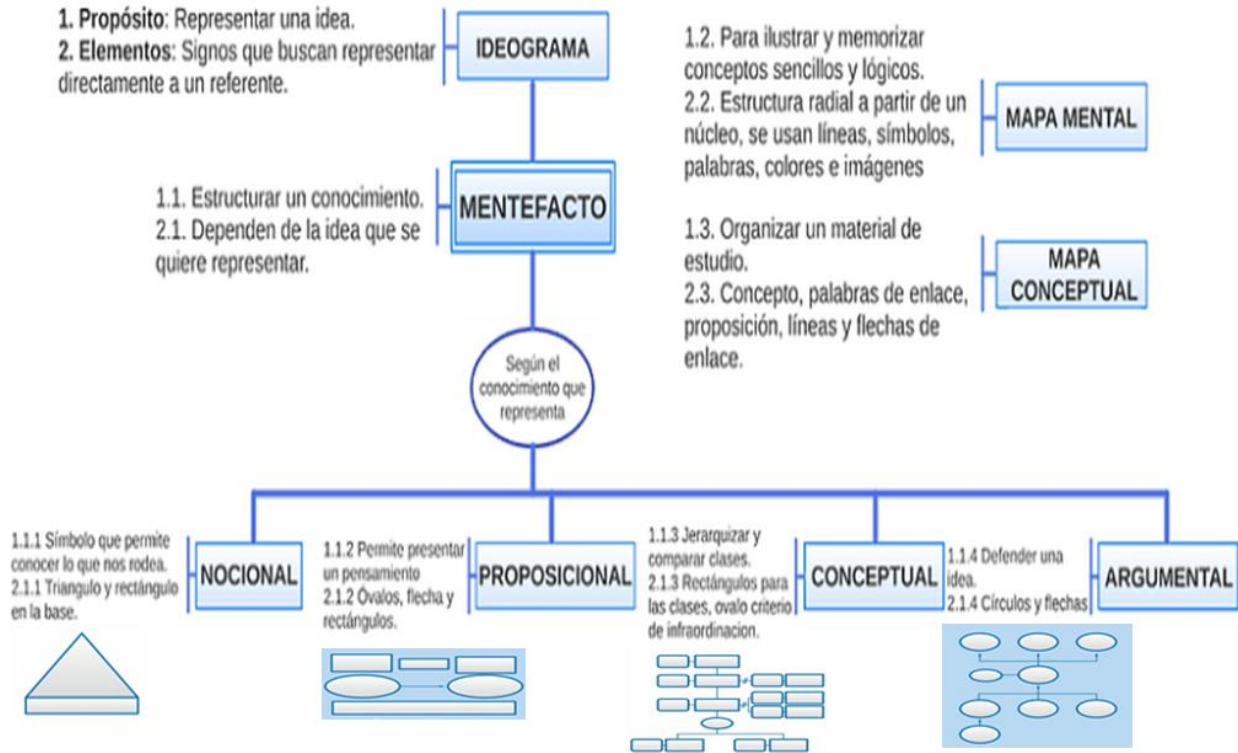 1. Propósito: Representar una idea.
2. Elementos: Signos que buscan representar
directamente a un referente.
IDEOGRAMA
1.2. Para ilustrar y memorizar
conceptos sencillos y lógicos.
2.2. Estructura radial a partir de un
núcleo, se usan líneas, símbolos,
palabras, colores e imágenes
MAPA MENTAL
1.1. Estructurar un conocimiento.
2.1. Dependen de la idea que se
quiere representar.
MENTEFACTO
1.3. Organizar un material de
estudio.
2.3. Concepto, palabras de enlace,
proposición, líneas y flechas de
enlace.
MAPA
CONCEPTUAL
Según el
conocimiento que
representa
1.1.1 Símbolo que permite
conocer lo que nos rodea.
2.1.1 Triangulo y rectángulo
en la base.
NOCIONAL
1.1.2 Permite presentar
un pensamiento
2.1.2 Óvalos, flecha y
rectángulos.
PROPOSICIONAL
1.1.3 Jerarquizar y
comparar clases.
2.1.3 Rectángulos para
las clases, ovalo criterio
de infraordinacion.
CONCEPTUAL
1.1.4 Defender una
idea.
2.1.4 Círculos y flechas
ARGUMENTAL